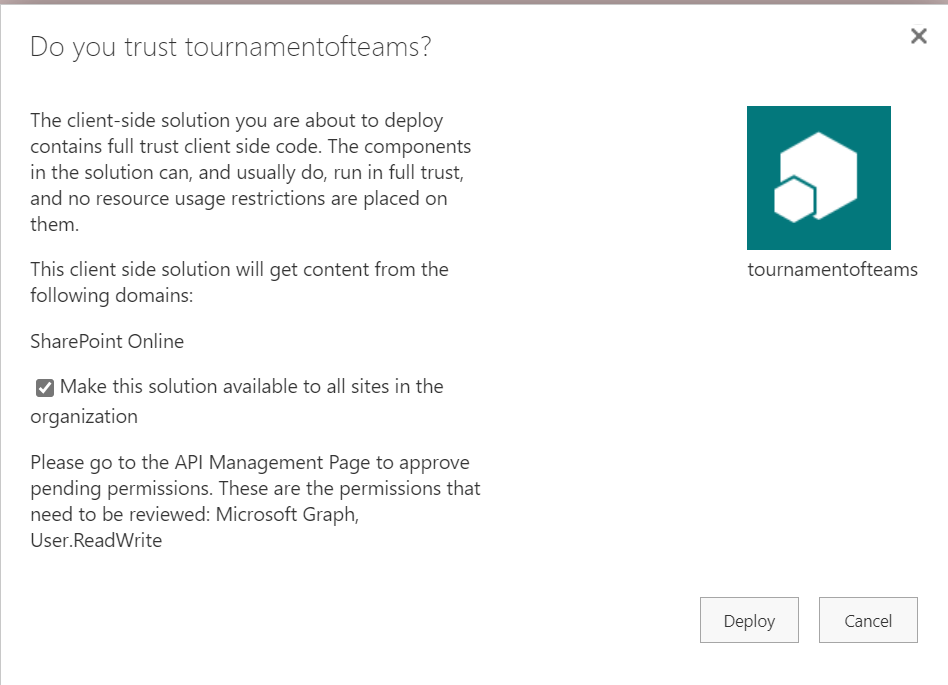 Do you trust tournamentofteams?
The client-side solution you are about to deploy
contains full trust client side code. The components
in the solution can, and usually do, run in full trust,
and no resource usage restrictions are placed on
them.
This client side solution will get content from the
following domains:
SharePoint Online
Make this solution available to all sites in the
organization
Please go to the API Management Page to approve
pending permissions. These are the permissions that
need to be reviewed: Microsoft Graph,
User.ReadWrite
tournamentofteams
Deploy
Cancel